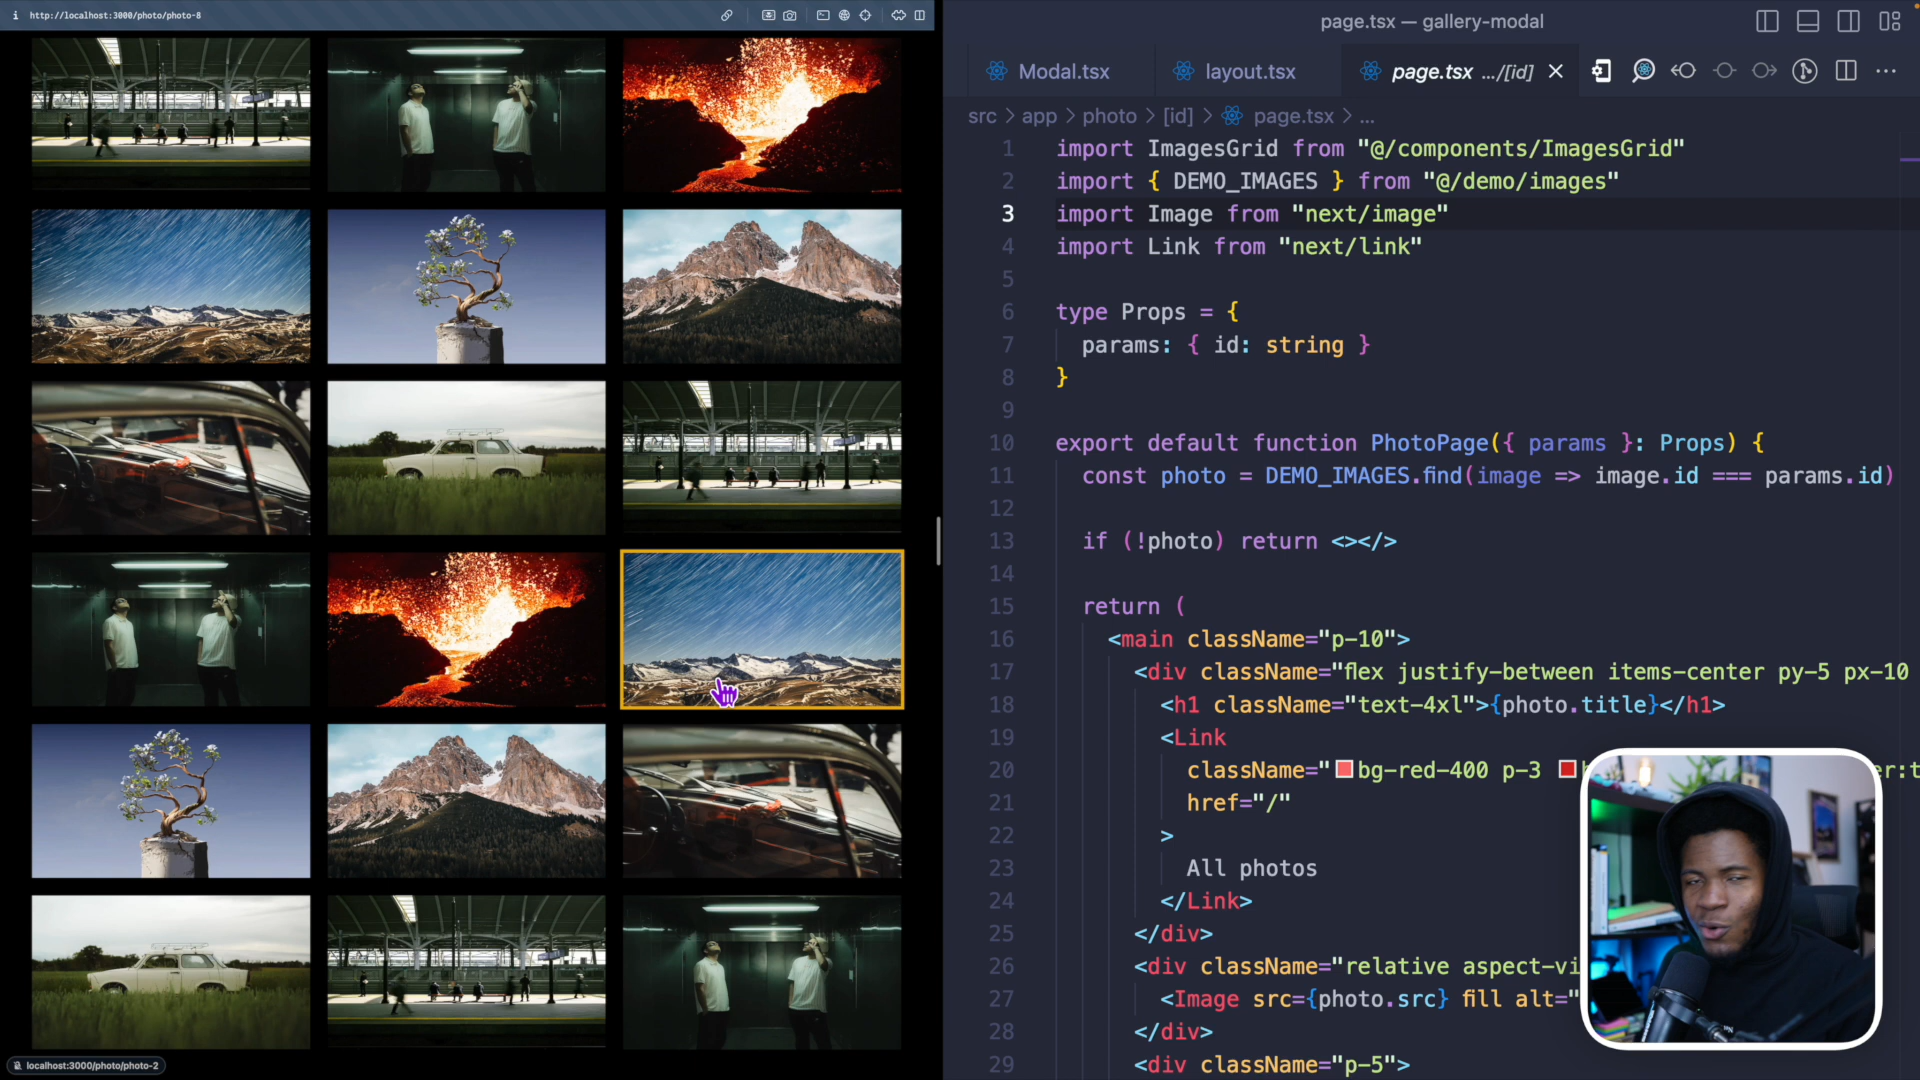 http://localhost:3000/photo/photo-8
localhost:3000/photo/photo-2
page.tsx — gallery-modal
Modal.tsx
layout.tsx
page.tsx .../[id]
src > app > photo > [id] > page.tsx > ...
1 import ImagesGrid from "@/components/ImagesGrid"
2 import { DEMO_IMAGES } from "@/demo/images"
3 import Image from "next/image"
4 import Link from "next/link"
5
6 type Props = {
7 params: { id: string }
8 }
9
10 export default function PhotoPage({ params }: Props) {
11 const photo = DEMO_IMAGES.find(image => image.id === params.id)
12
13 if (!photo) return <></>
14
15 return (
16 <main className="p-10">
17 <div className="flex justify-between items-center py-5 px-10
18 <h1 className="text-4xl">{photo.title}</h1>
19 <Link
20 className="bg-red-400 p-3
21 href="/"
22 >
23 All photos
24 </Link>
25 </div>
26 <div className="relative
27 <Image src={photo.src} fill alt="
28 </div>
29 <div className="p-5">